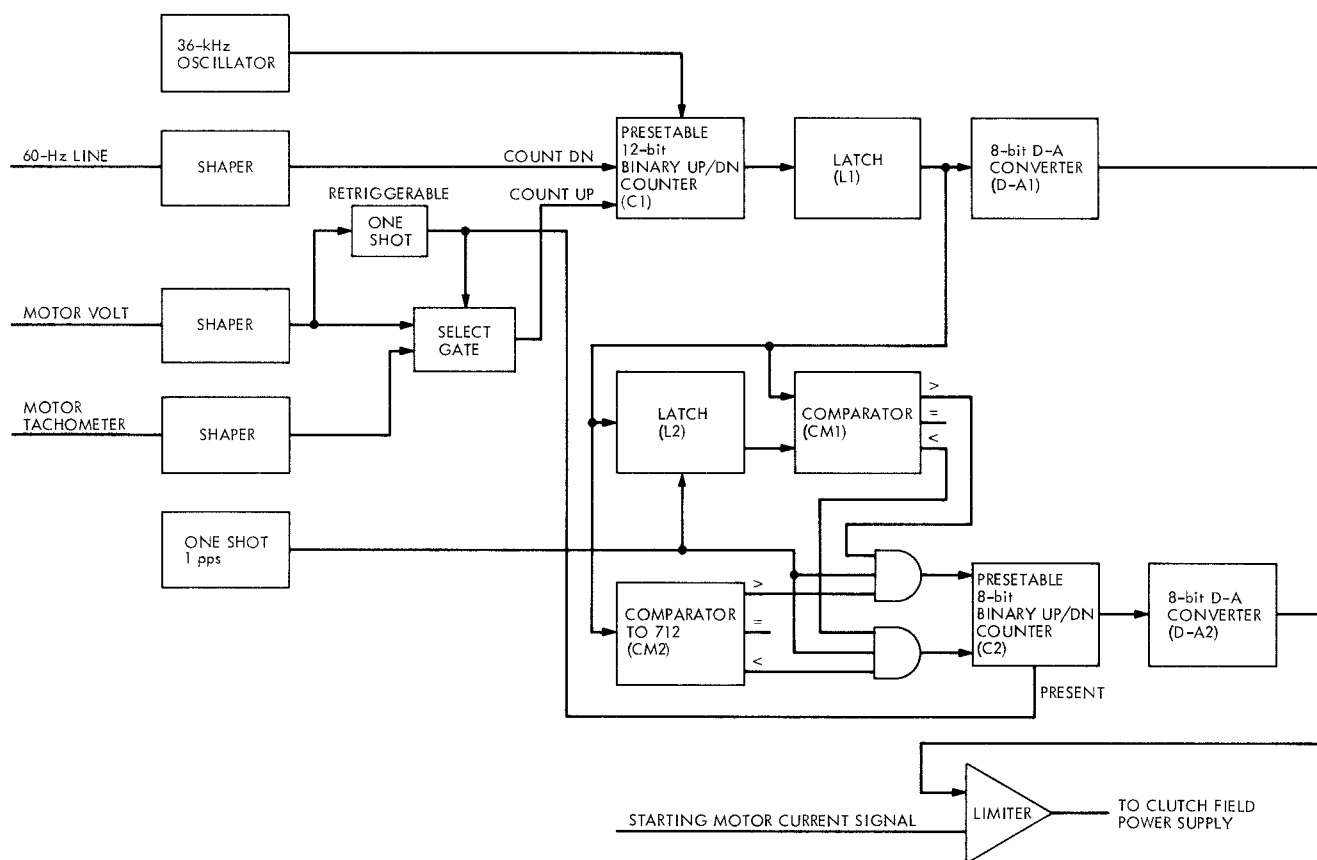 36-kHz
OSCILLATOR
60-Hz LINE
SHAPER
COUNT DN
PRESETABLE
12-bit
BINARY UP/DN
COUNTER
(C1)
LATCH
(L1)
8-bit D-A
CONVERTER
(D-A1)
RETRIGGERABLE
ONE
SHOT
COUNT UP
MOTOR VOLT
SHAPER
SELECT
GATE
MOTOR
TACHOMETER
SHAPER
LATCH
(L2)
COMPARATOR
(CM1)
>
=
<
ONE SHOT
1 pps
COMPARATOR
TO 712
(CM2)
>
=
<
PRESETABLE
8-bit
BINARY UP/DN
COUNTER
(C2)
8-bit D-A
CONVERTER
(D-A2)
PRESENT
STARTING MOTOR CURRENT SIGNAL
LIMITER
TO CLUTCH FIELD
POWER SUPPLY